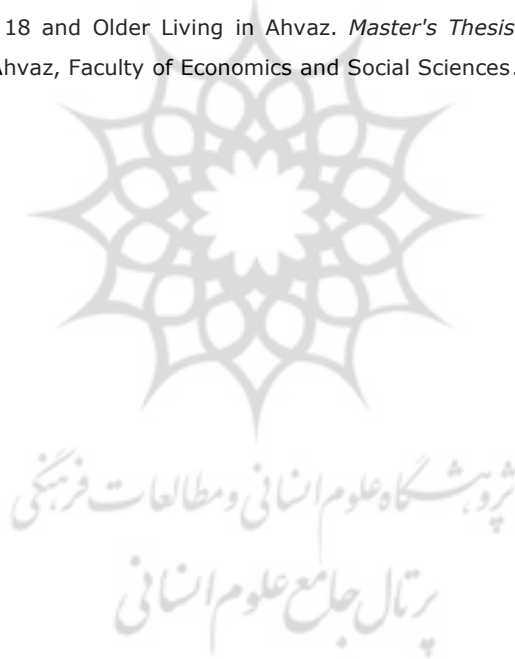 18 and Older Living in Ahvaz. Master's Thesis
Ahvaz, Faculty of Economics and Social Sciences.
پژوهشگاه علوم انسانی و مطالعات فرهنگی
پرتال جامع علوم انسانی